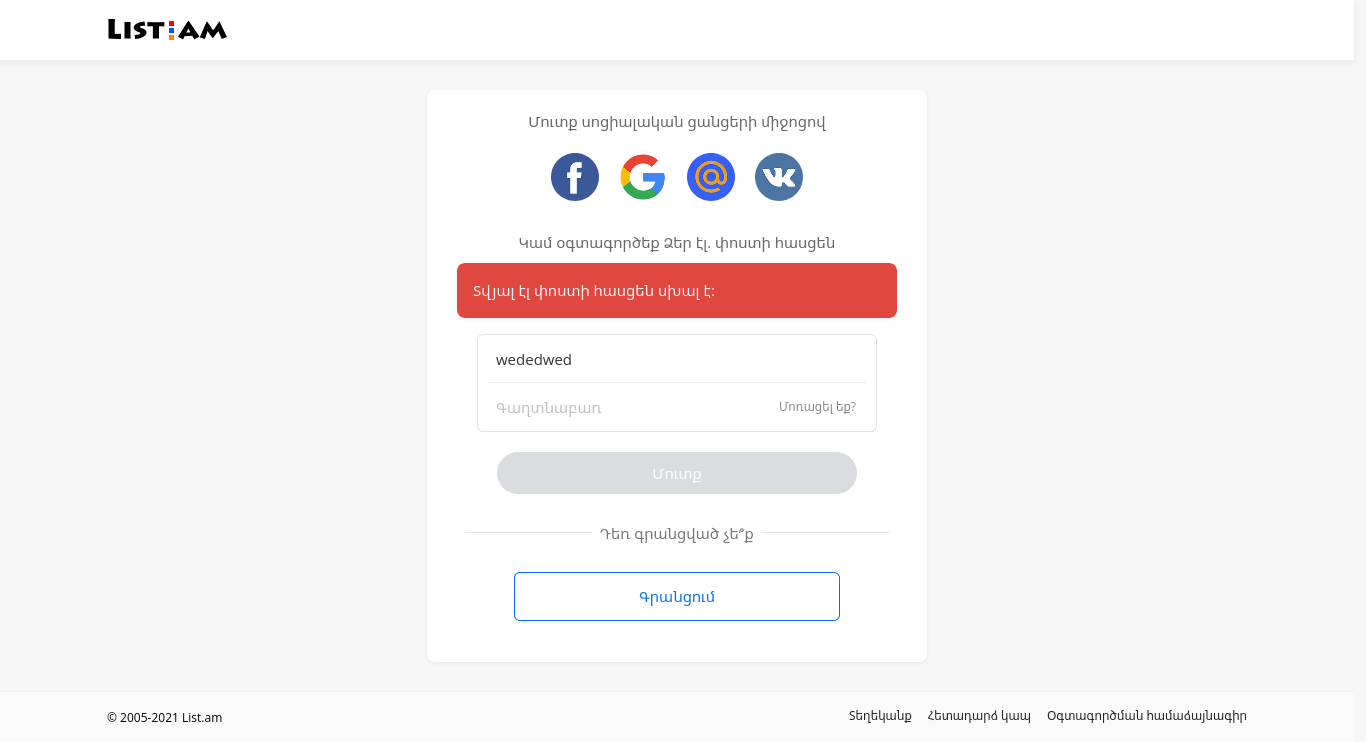 LIST:AM
Մուտք սոցիալական ցանցերի միջոցով
Կամ օգտագործեք Ձեր էլ. փոստի հասցեն
Տվյալ էլ փոստի հասցեն սխալ է:
wededwed
Գաղտնաբառ
Մոռացել եք?
Մուտք
Դեռ գրանցված չե՞ք
Գրանցում
© 2005-2021 List.am
Տեղեկանք
Հետադարձ կապ
Օգտագործման համաձայնագիր